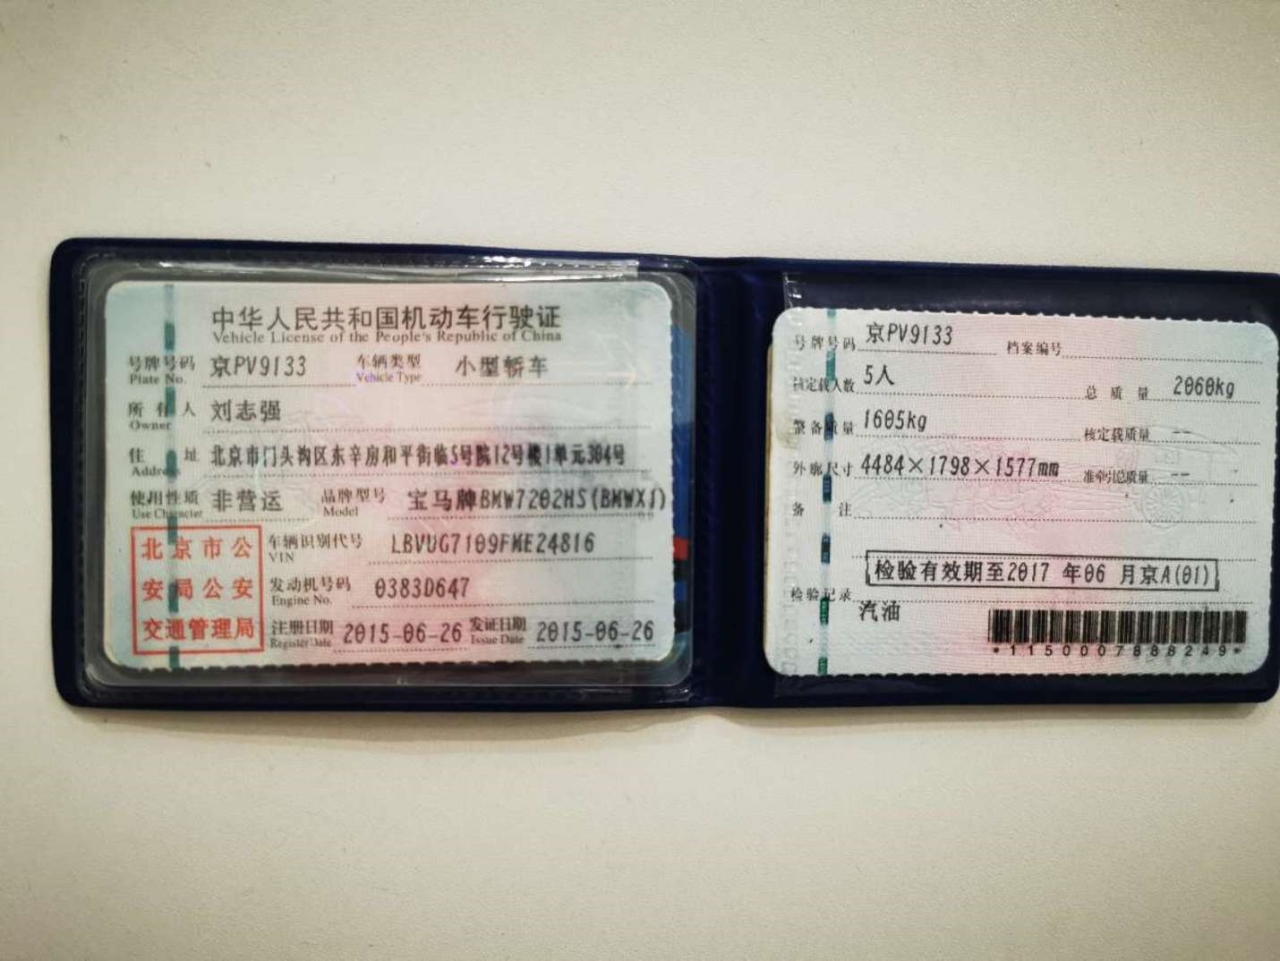 中华人民共和国机动车行驶证
Vehicle License of the People's Republic of China
号牌号码 京PV9133 车辆类型 小型轿车
Plate No. Vehicle Type
所有人 刘志强
Owner
住址 北京市门头沟区东辛房和平街临5号院12号楼1单元304号
Address
使用性质 非营运 品牌型号 宝马牌BMW7202HS(BMWX1)
Use Character Model
北京市公安局公安交通管理局
车辆识别代号 LBVUG7109FME24816
VIN
发动机号码 0383D647
Engine No.
注册日期 2015-06-26 发证日期 2015-06-26
Register Date Issue Date
号牌号码 京PV9133 档案编号
核定载人数 5人 总质量 2060kg
整备质量 1605kg 核定载质量 --
外廓尺寸 4484×1798×1577mm 准牵引总质量 --
备注
检验有效期至2017年06月京A(01)
检验记录
汽油
*1150007888249*